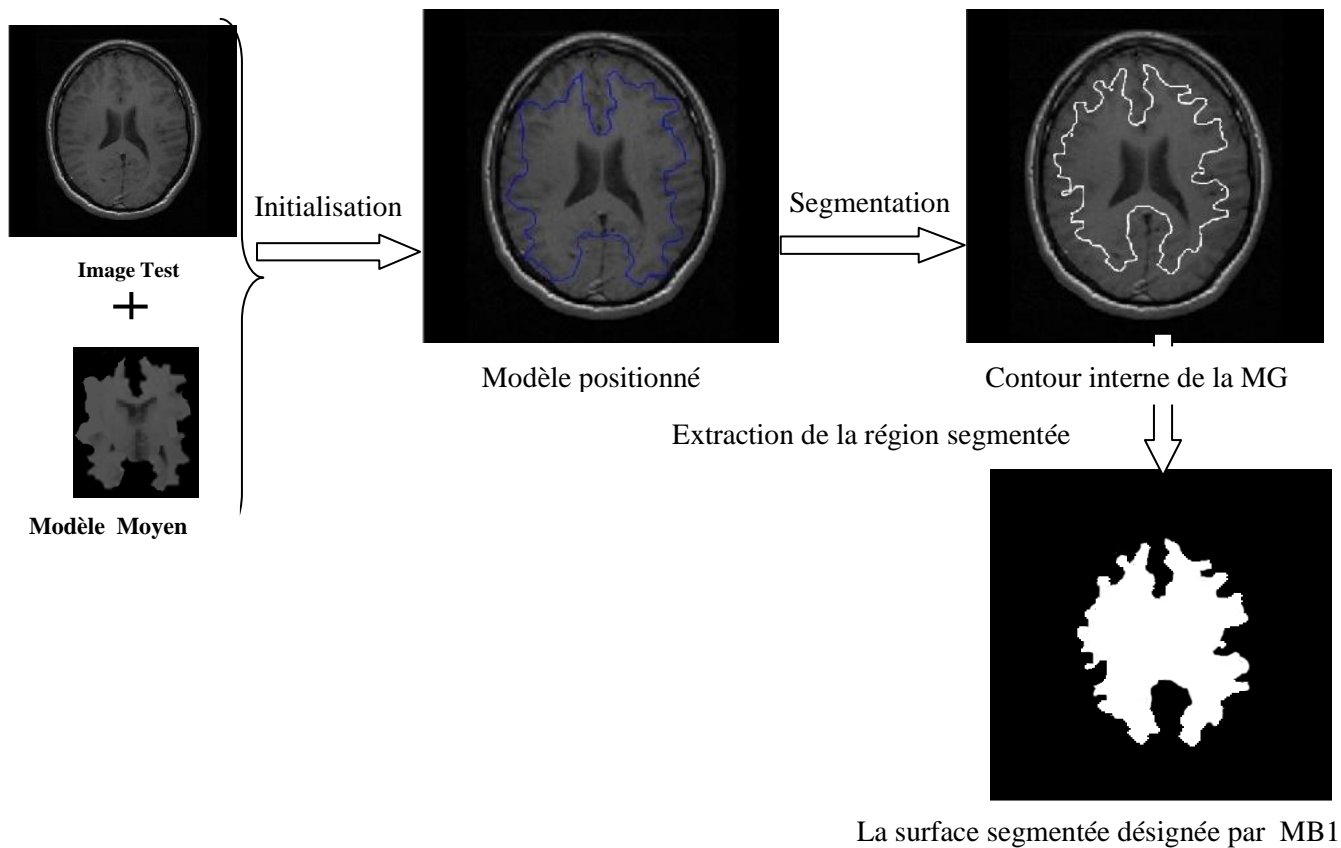 Image Test
+
Modèle Moyen
Initialisation
Modèle positionné
Segmentation
Contour interne de la MG
Extraction de la région segmentée
La surface segmentée désignée par MB1